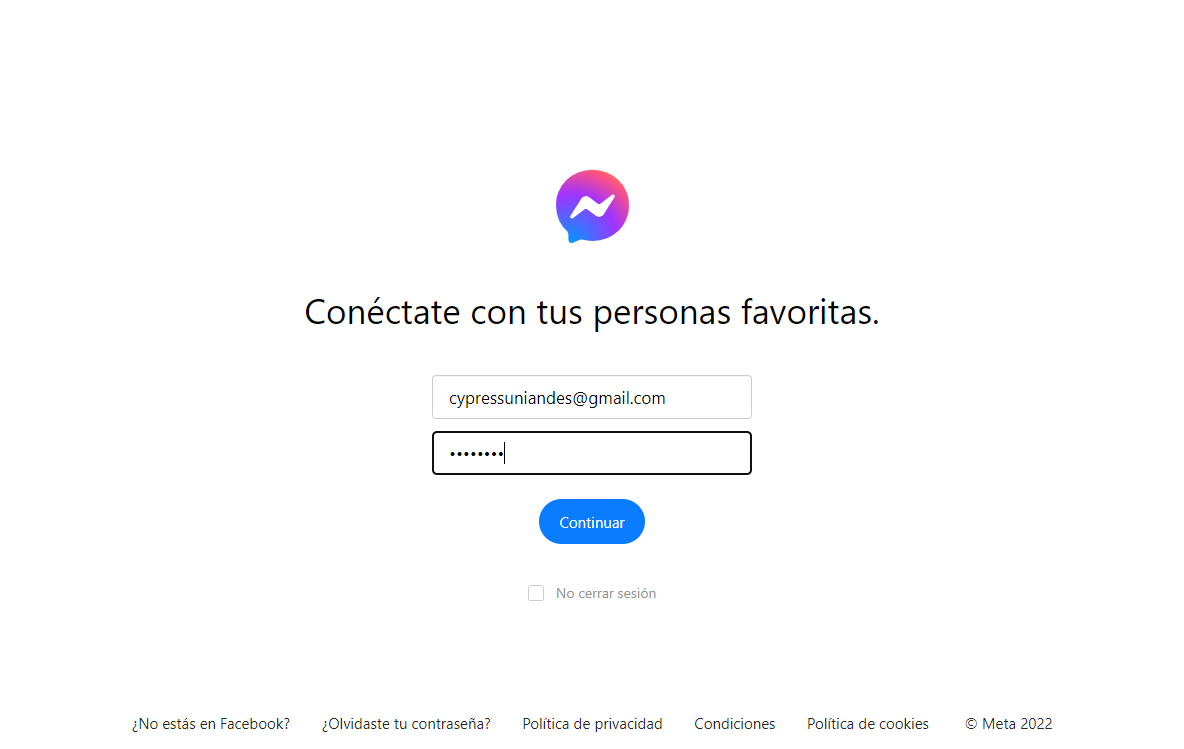 Conéctate con tus personas favoritas.
cypressuniandes@gmail.com
••••••••
Continuar
No cerrar sesión
¿No estás en Facebook? ¿Olvidaste tu contraseña? Política de privacidad Condiciones Política de cookies © Meta 2022